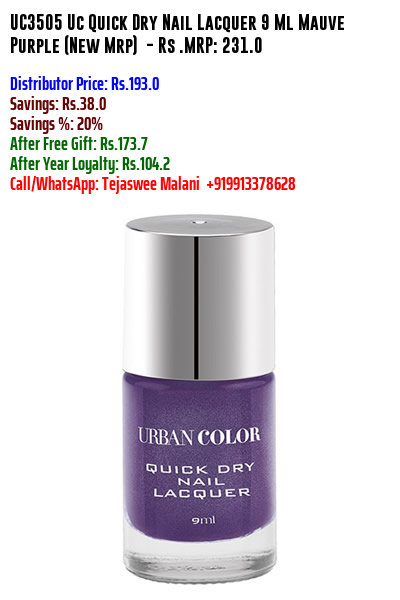 UC3505 Uc Quick Dry Nail Lacquer 9 Ml Mauve
Purple (New Mrp)  - Rs .MRP: 231.0
Distributor Price: Rs.193.0
Savings: Rs.38.0
Savings %: 20%
After Free Gift: Rs.173.7
After Year Loyalty: Rs.104.2
Call/WhatsApp: Tejaswee Malani  +919913378628
URBAN COLOR
QUICK DRY
NAIL
LACQUER
9ml